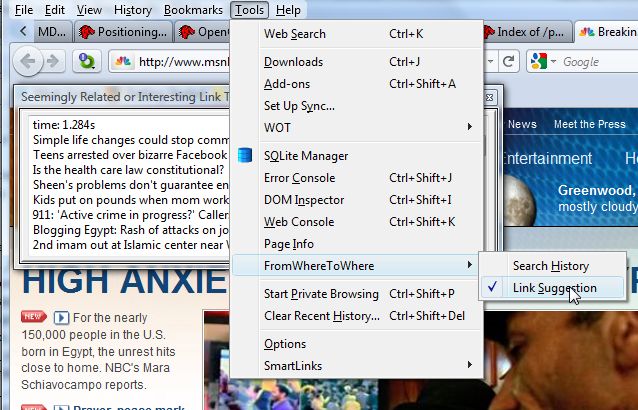 File Edit View History Bookmarks Tools Help
MD... Positioning... Index of /p... Breakin
http://www.msnl
Google
Seemingly Related or Interesting Link T
time: 1.284s
Simple life changes could stop comm
Teens arrested over bizarre Facebook
Is the health care law constitutional?
Sheen's problems don't guarantee en
Kids put on pounds when mom work
911: 'Active crime in progress?' Caller
Blogging Egypt: Rash of attacks on jo
2nd imam out at Islamic center near
Web Search Ctrl+K
Downloads Ctrl+J
Add-ons Ctrl+Shift+A
Set Up Sync...
WOT
SQLite Manager
Error Console Ctrl+Shift+J
DOM Inspector Ctrl+Shift+I
Web Console Ctrl+Shift+K
Page Info
FromWhereToWhere
Start Private Browsing Ctrl+Shift+P
Clear Recent History... Ctrl+Shift+Del
Options
SmartLinks
Search History
Link Suggestion
News Meet the Press
Entertainment
Greenwood,
mostly cloudy
HIGH ANXIE
NEW For the nearly
150,000 people in the U.S.
born in Egypt, the unrest hits
close to home. NBC's Mara
Schiavocampo reports.
NEW Prayer, peace mark